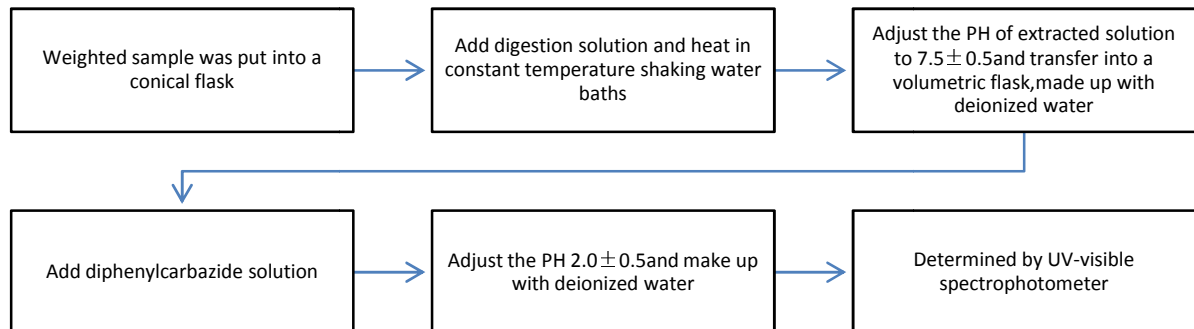 Weighted sample was put into a
conical flask
Add digestion solution and heat in
constant temperature shaking water
baths
Adjust the PH of extracted solution
to 7.5±0.5and transfer into a
volumetric flask,made up with
deionized water
Add diphenylcarbazide solution
Adjust the PH 2.0±0.5and make up
with deionized water
Determined by UV-visible
spectrophotometer